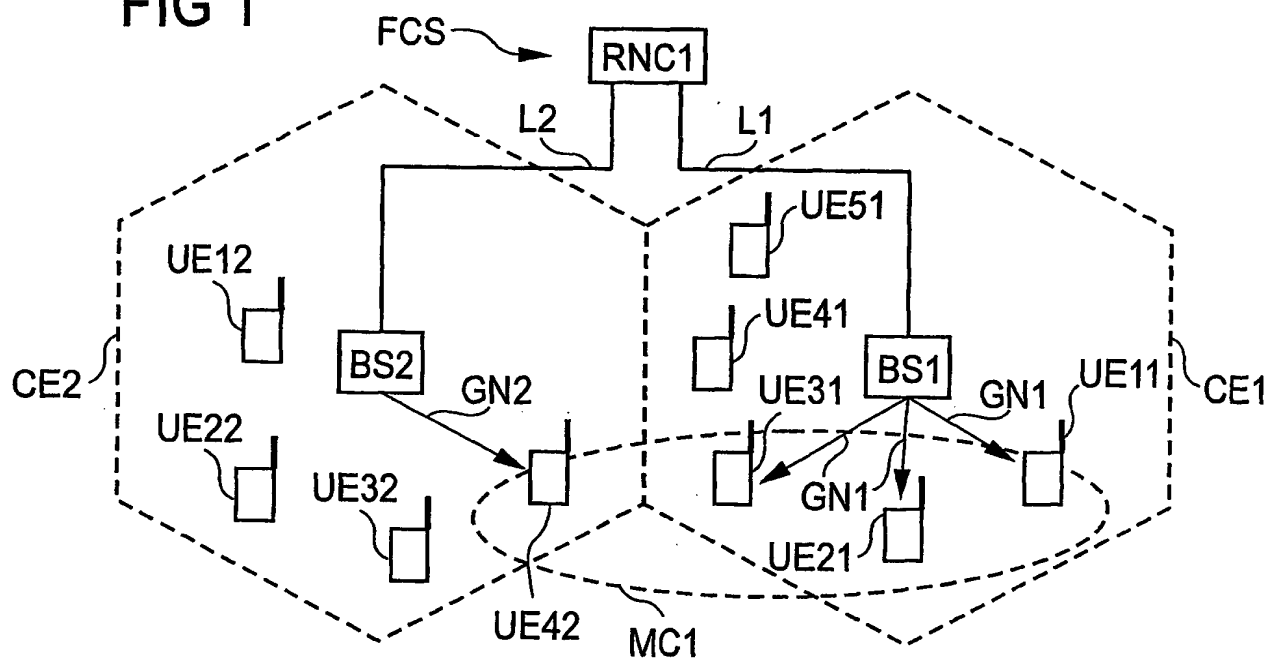 FIG 1
FCS
RNC1
L2
L1
UE51
UE12
UE41
BS2
BS1
CE2
GN2
UE31
GN1
UE11
CE1
UE22
UE32
GN1
UE21
UE42
MC1